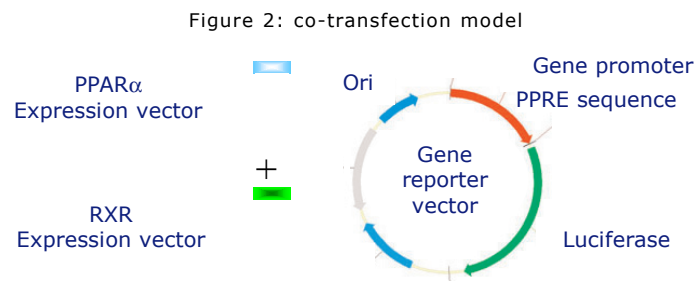 Figure 2: co-transfection model
PPARα
Expression vector
+
RXR
Expression vector
Ori
Gene promoter
PPRE sequence
Gene
reporter
vector
Luciferase